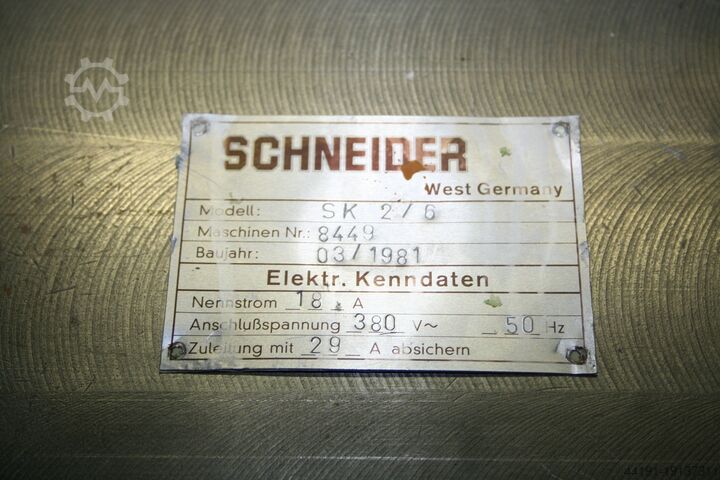 SCHNEIDER
West Germany
Modell: SK 2/6
Maschinen Nr.: 8449
Baujahr: 03/1981
Elektr. Kenndaten
Nennstrom 18 A
Anschlußspannung 380 V~ 50 Hz
Zuleitung mit 29 A absichern